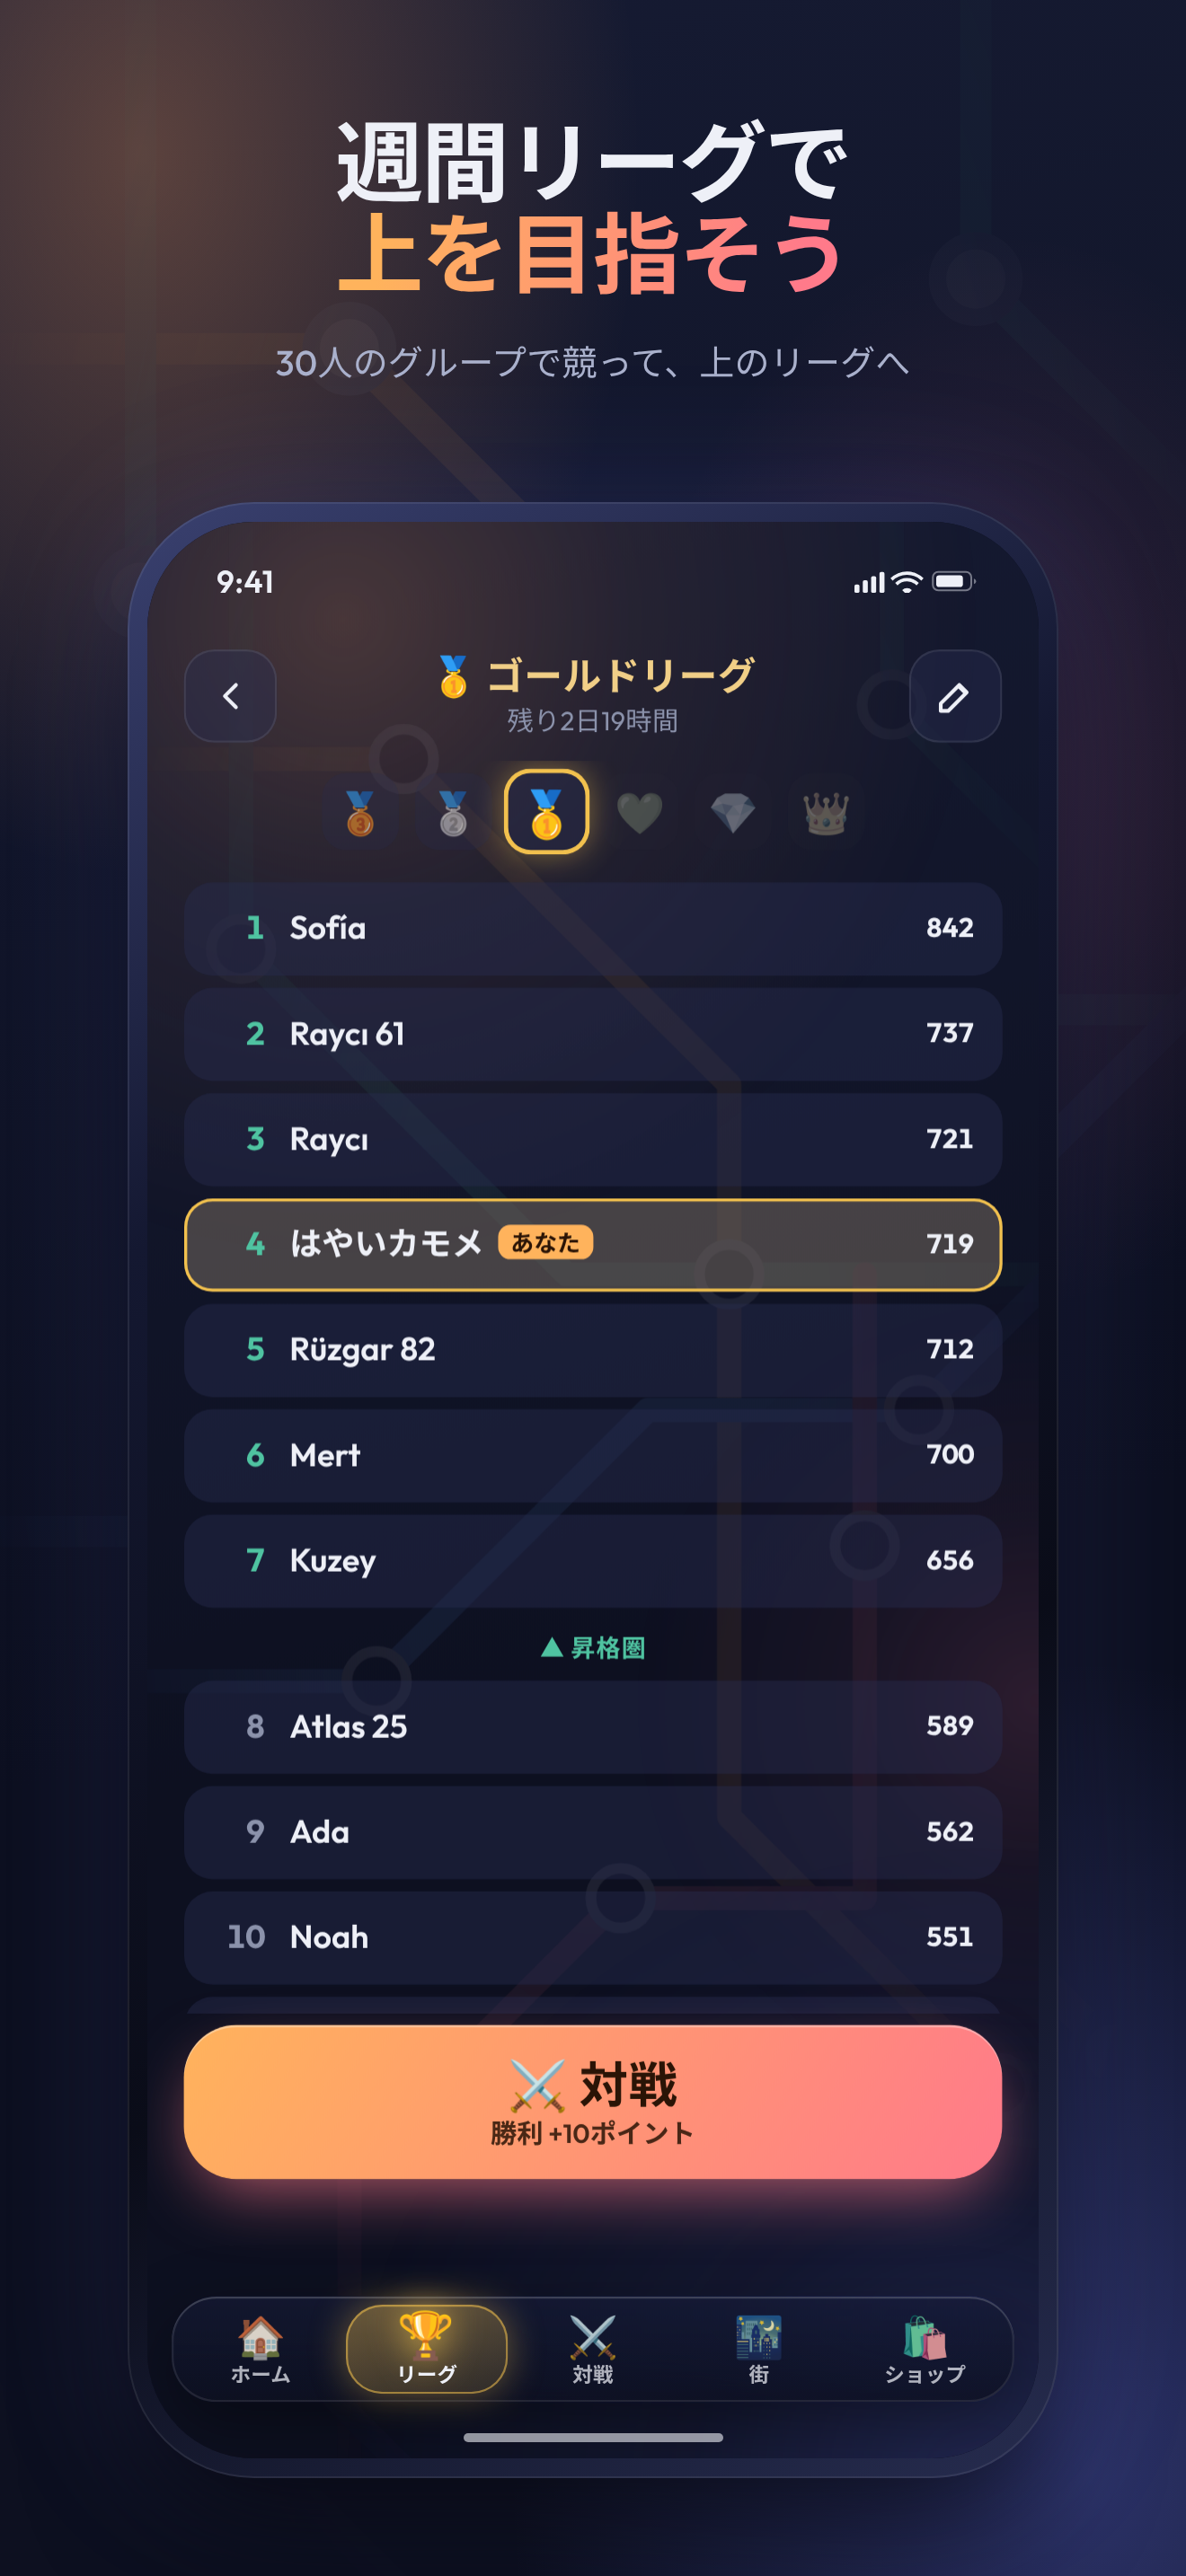 週間リーグで
上を目指そう
30人のグループで競って、上のリーグへ
9:41
ゴールドリーグ
残り2日19時間
1 Sofía 842
2 Raycı 61 737
3 Raycı 721
4 はやいカモメ あなた 719
5 Rüzgar 82 712
6 Mert 700
7 Kuzey 656
▲ 昇格圏
8 Atlas 25 589
9 Ada 562
10 Noah 551
対戦
勝利 +10ポイント
ホーム リーグ 対戦 街 ショップ